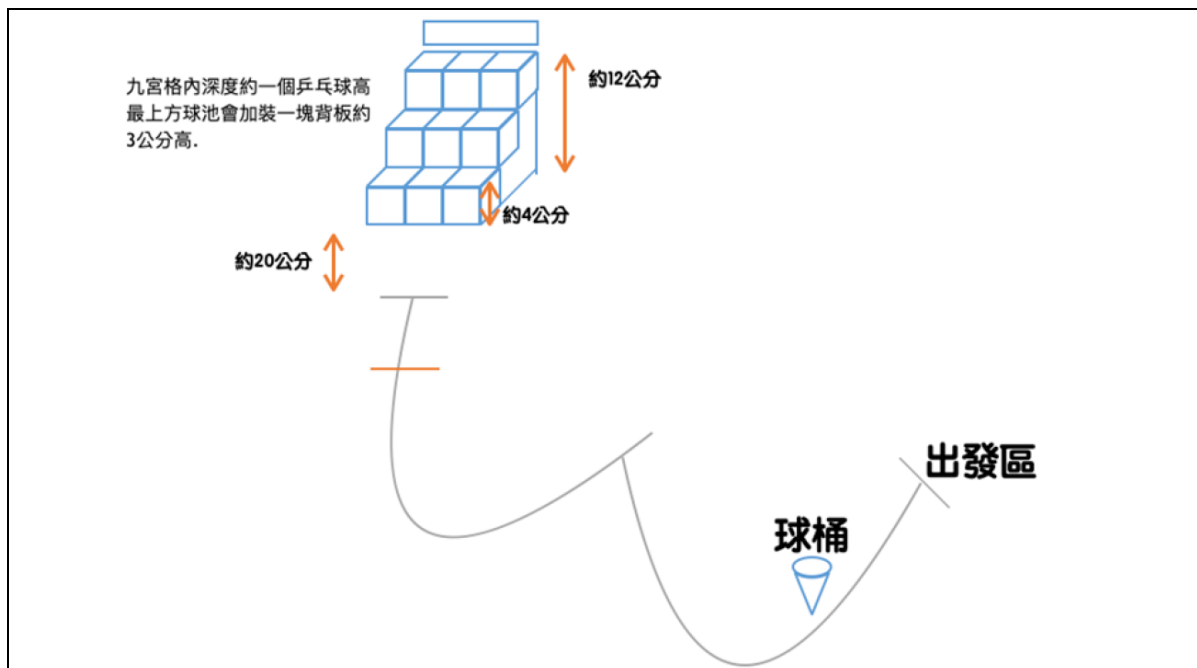 九宮格內深度約一個乒乓球高
最上方球池會加裝一塊背板約
3公分高.
約12公分
約4公分
約20公分
出發區
球桶